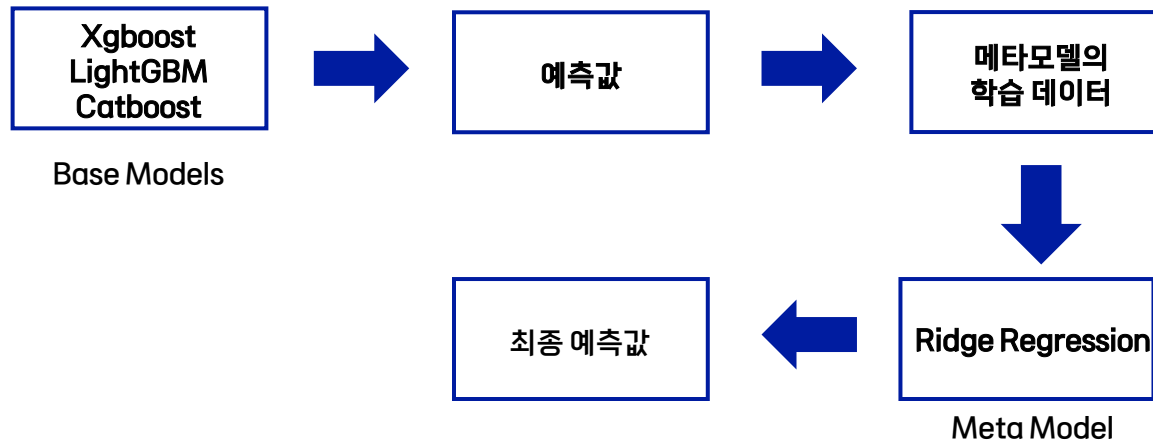 Xgboost
LightGBM
Catboost
Base Models
예측값
메타모델의
학습 데이터
Ridge Regression
Meta Model
최종 예측값